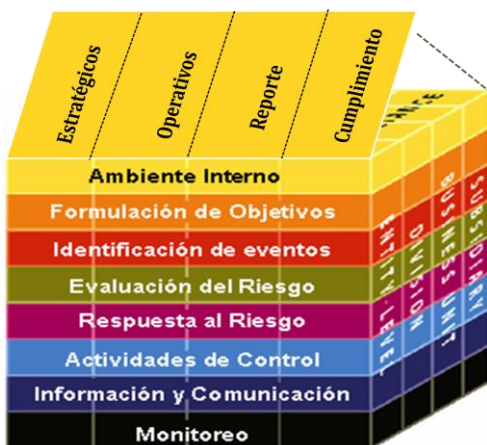 Estratégicos
Operativos
Reporte
Cumplimiento
Ambiente Interno
Formulación de Objetivos
Identificación de eventos
Evaluación del Riesgo
Respuesta al Riesgo
Actividades de Control
Información y Comunicación
Monitoreo
ENTITY-LEVEL
DIVISION
BUSINESS UNIT
SUBSIDIARY